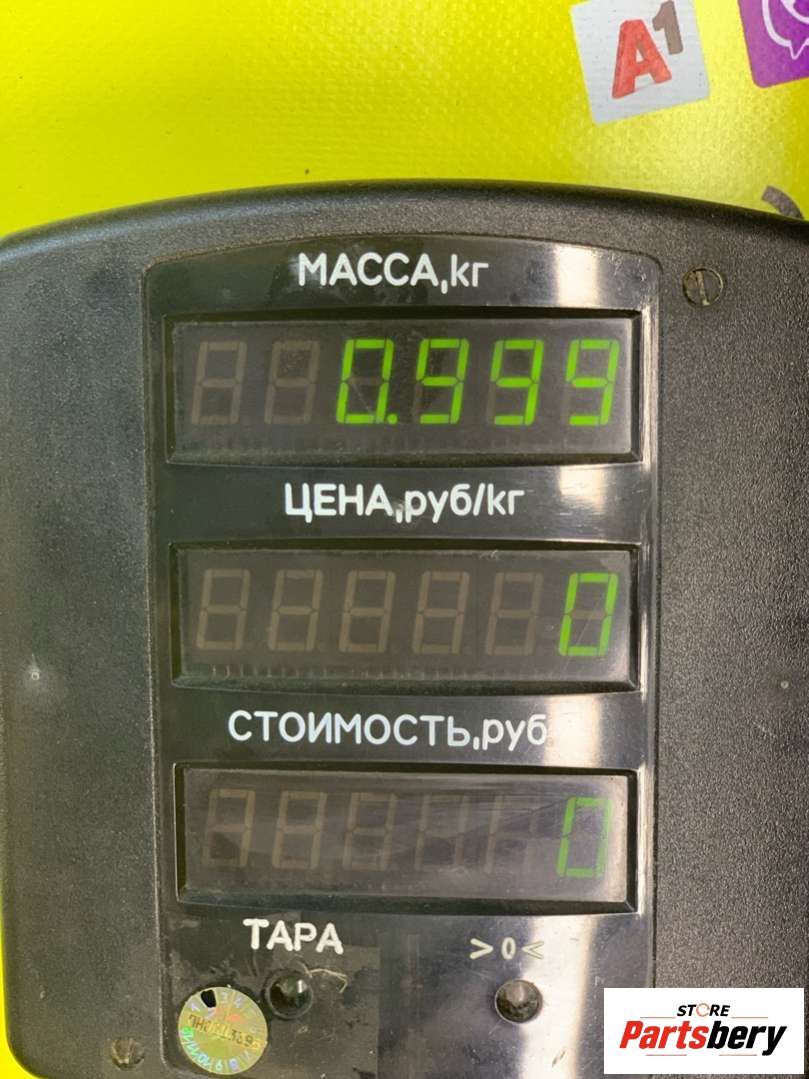 A1
МАССА,кг
0.999
ЦЕНА,руб/кг
0
СТОИМОСТЬ,руб
0
ТАРА
>0<
STORE
Partsbery